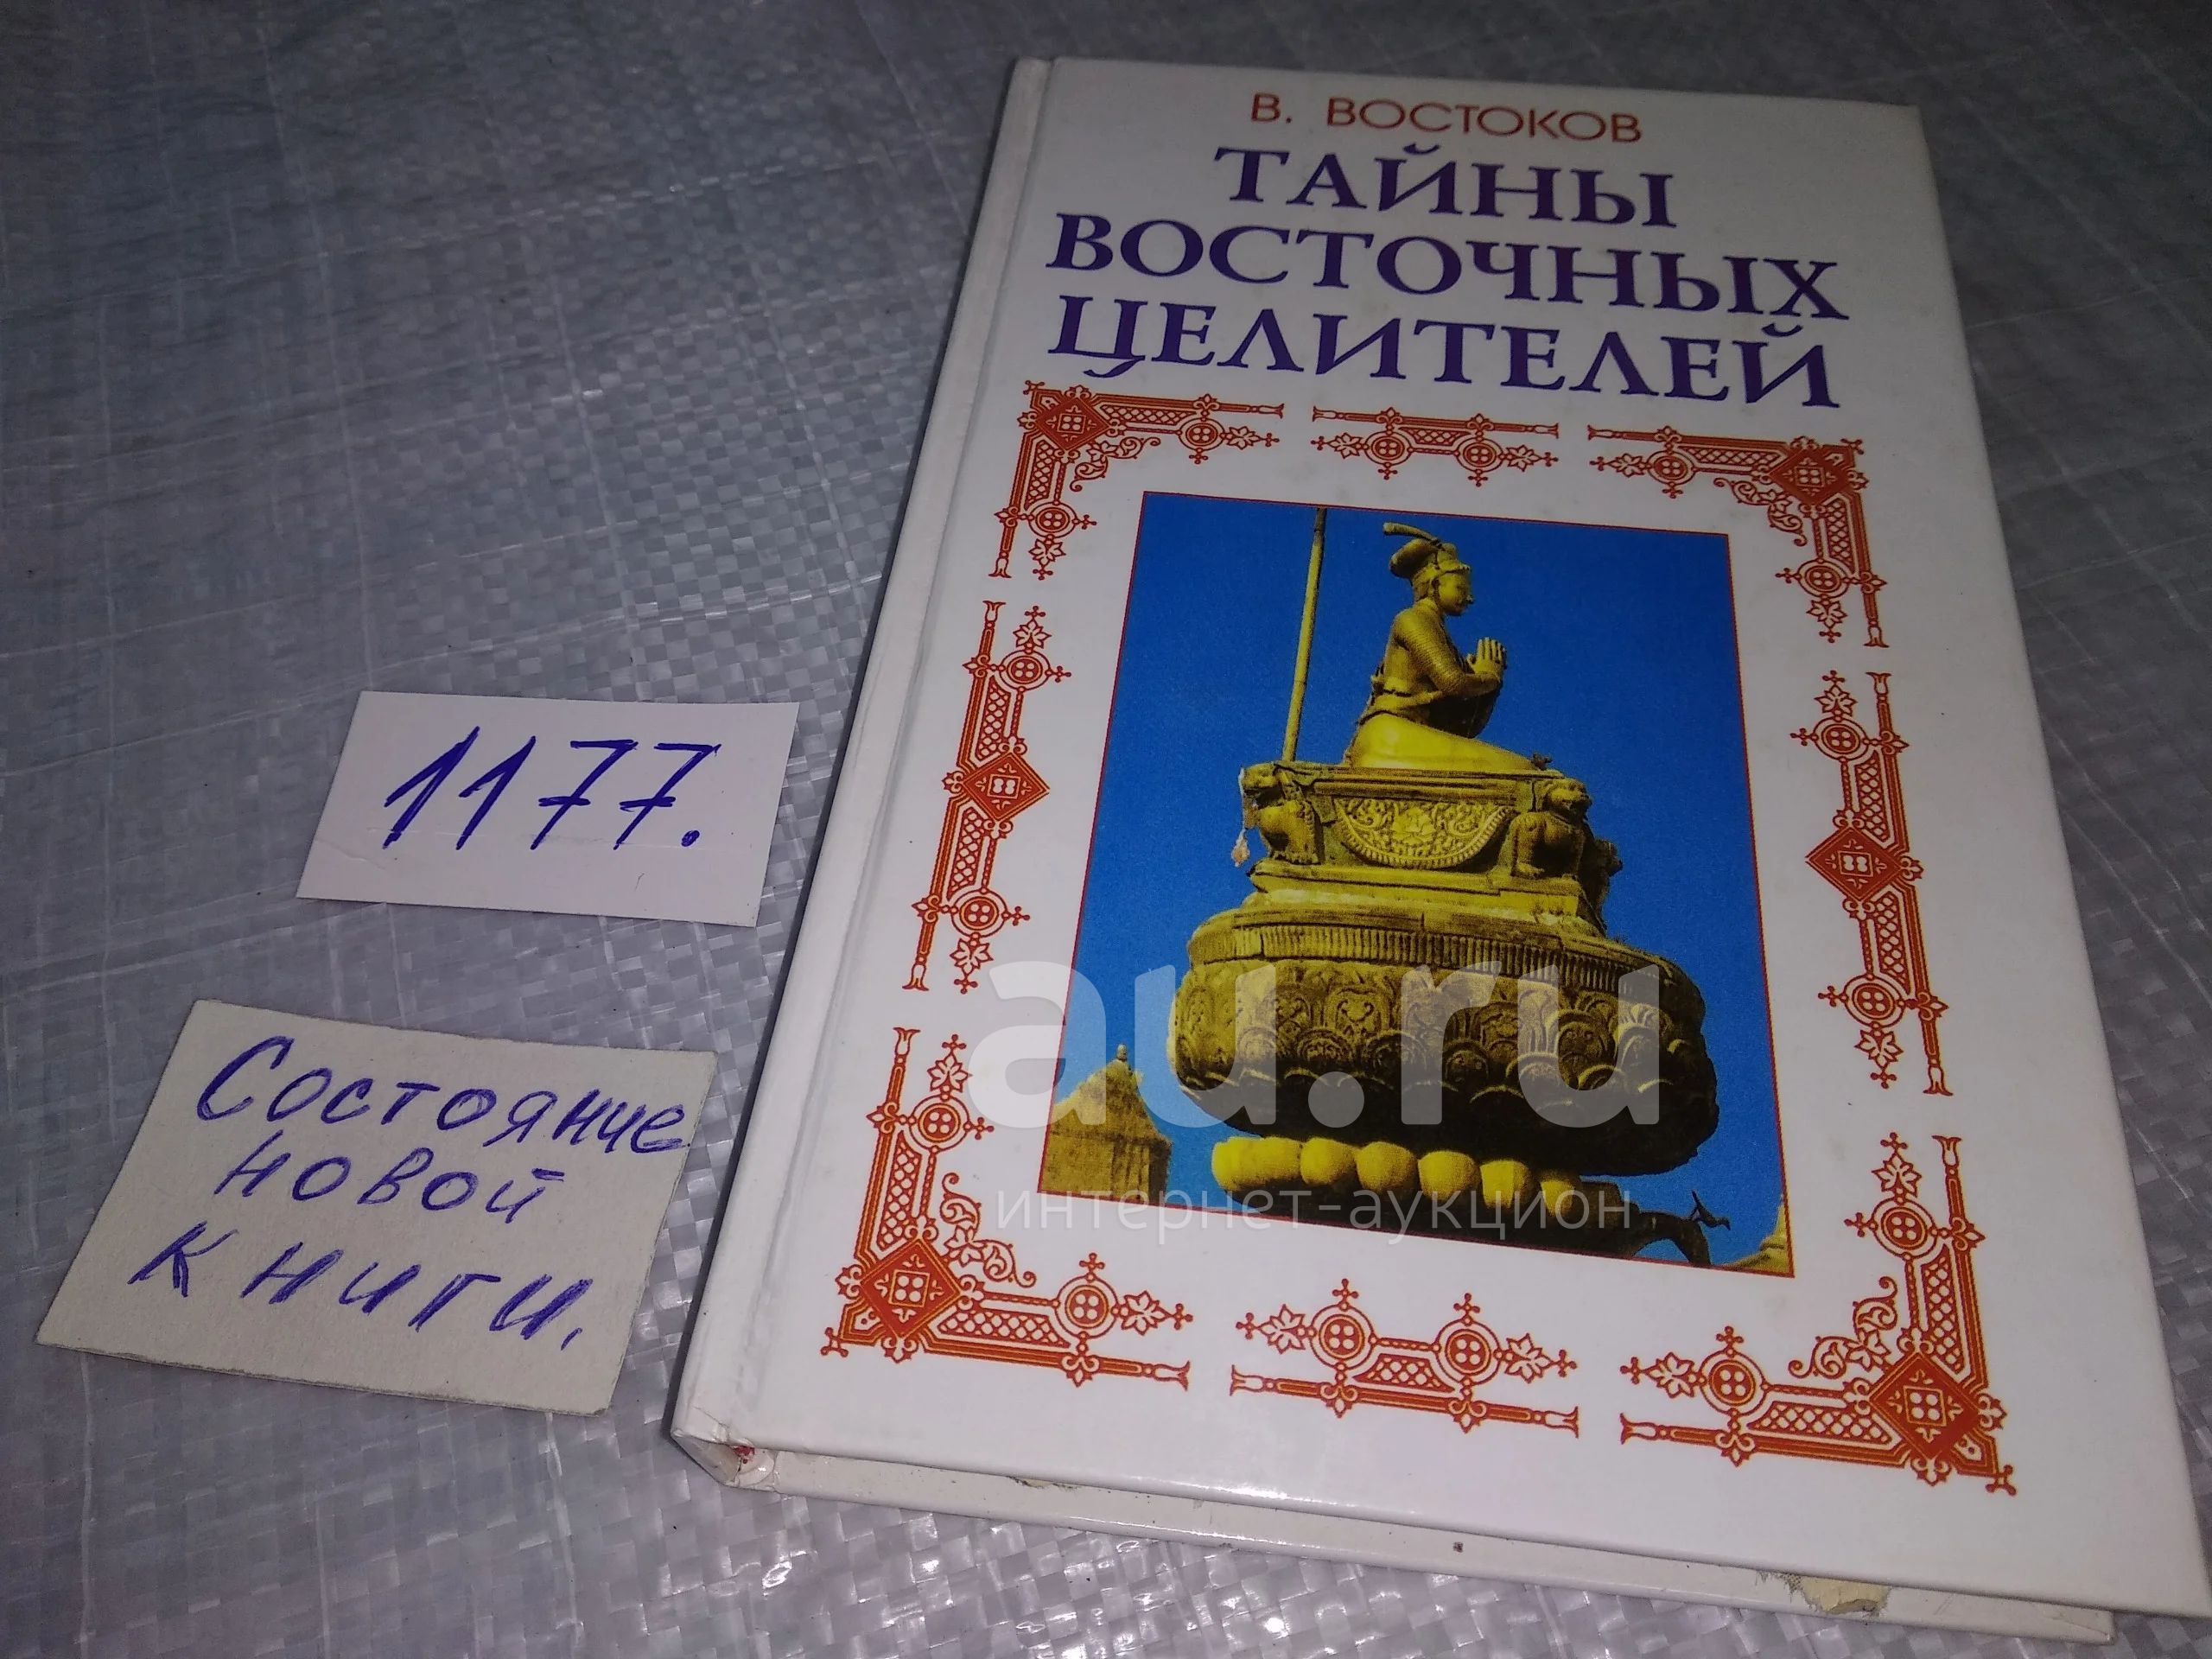 В. ВОСТОКОВ
ТАЙНЫ
ВОСТОЧНЫХ
ЦЕЛИТЕЛЕЙ
1177.
Состояние
новой
книги.
au.ru
интернет-аукцион